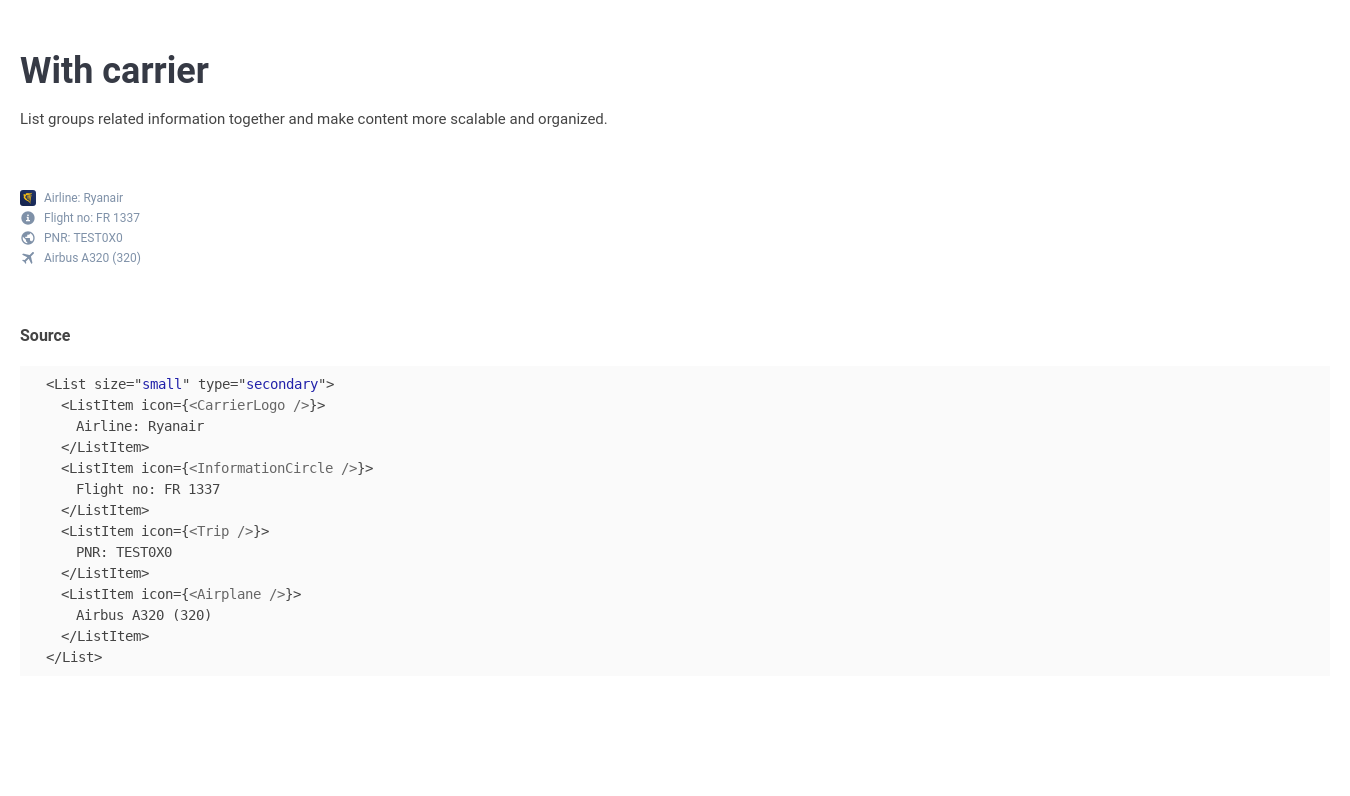 With carrier
List groups related information together and make content more scalable and organized.
Airline: Ryanair
Flight no: FR 1337
PNR: TEST0X0
Airbus A320 (320)
Source
<List size="small" type="secondary">
<ListItem icon={<CarrierLogo />}>
Airline: Ryanair
</ListItem>
<ListItem icon={<InformationCircle />}>
Flight no: FR 1337
</ListItem>
<ListItem icon={<Trip />}>
PNR: TEST0X0
</ListItem>
<ListItem icon={<Airplane />}>
Airbus A320 (320)
</ListItem>
</List>